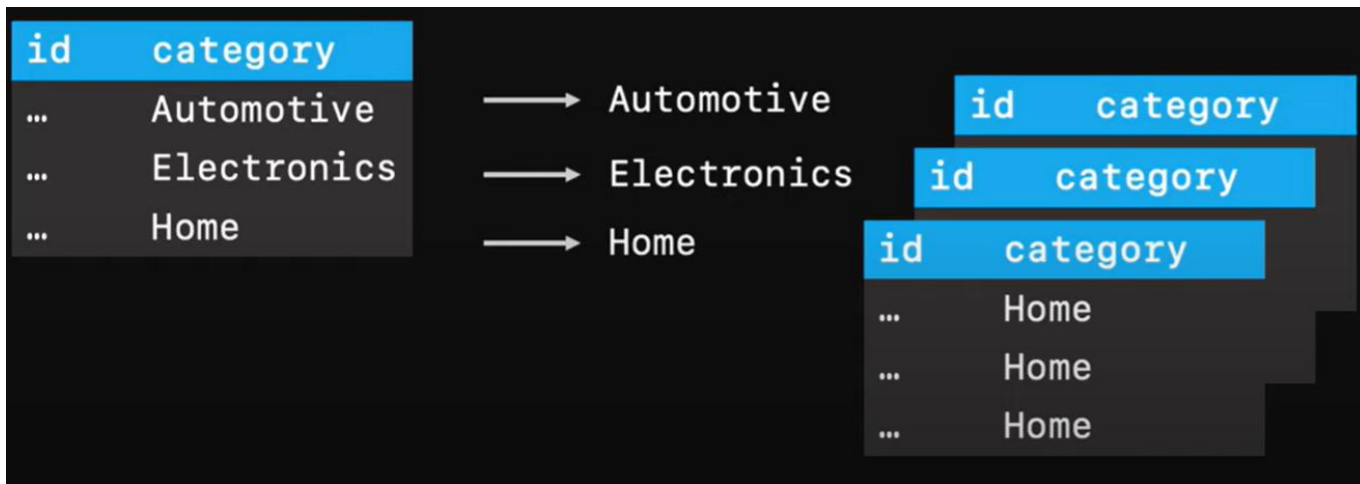 id category
… Automotive
… Electronics
… Home
Automotive
Electronics
Home
id category
id category
id category
… Home
… Home
… Home